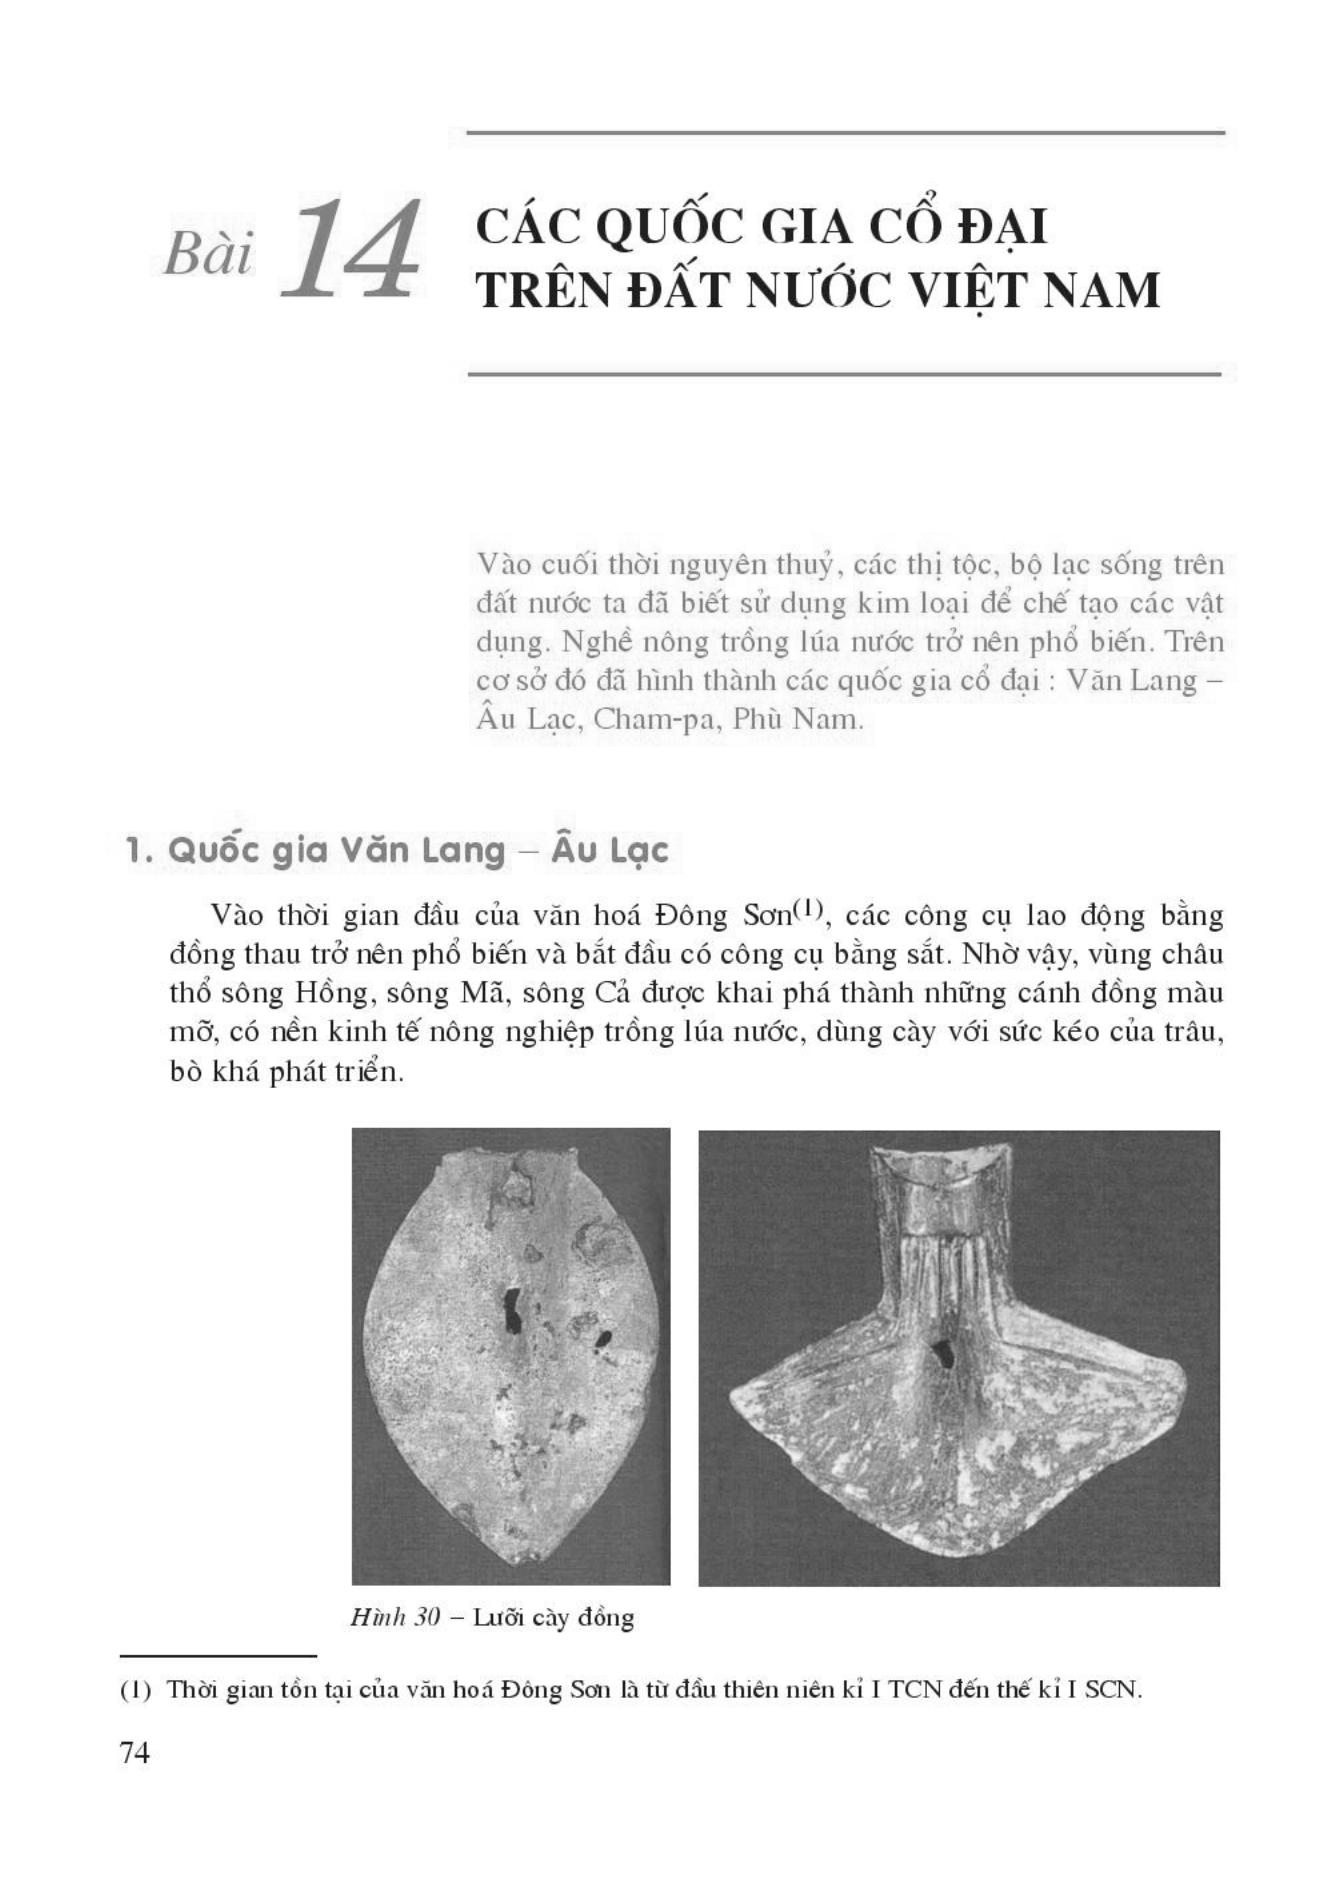 Bài 14
CÁC QUỐC GIA CỔ ĐẠI
TRÊN ĐẤT NƯỚC VIỆT NAM
Vào cuối thời nguyên thuỷ, các thị tộc, bộ lạc sống trên
đất nước ta đã biết sử dụng kim loại để chế tạo các vật
dụng. Nghề nông trồng lúa nước trở nên phổ biến. Trên
cơ sở đó đã hình thành các quốc gia cổ đại : Văn Lang –
Âu Lạc, Cham-pa, Phù Nam.
1. Quốc gia Văn Lang – Âu Lạc
Vào thời gian đầu của văn hoá Đông Sơn(1), các công cụ lao động bằng
đồng thau trở nên phổ biến và bắt đầu có công cụ bằng sắt. Nhờ vậy, vùng châu
thổ sông Hồng, sông Mã, sông Cả được khai phá thành những cánh đồng màu
mỡ, có nền kinh tế nông nghiệp trồng lúa nước, dùng cày với sức kéo của trâu,
bò khá phát triển.
Hình 30 – Lưỡi cày đồng
(1) Thời gian tồn tại của văn hoá Đông Sơn là từ đầu thiên niên kỉ I TCN đến thế kỉ I SCN.
74